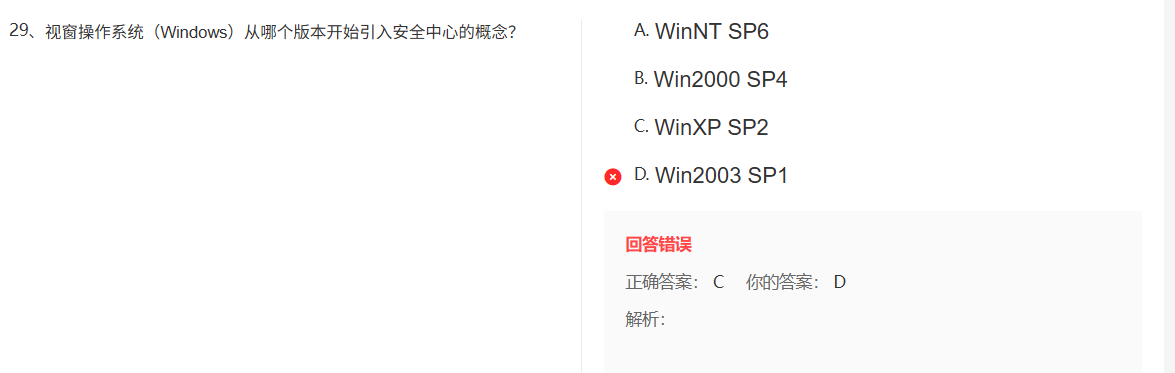 29、视窗操作系统（Windows）从哪个版本开始引入安全中心的概念？
A. WinNT SP6
B. Win2000 SP4
C. WinXP SP2
D. Win2003 SP1
回答错误
正确答案： C 你的答案： D
解析：